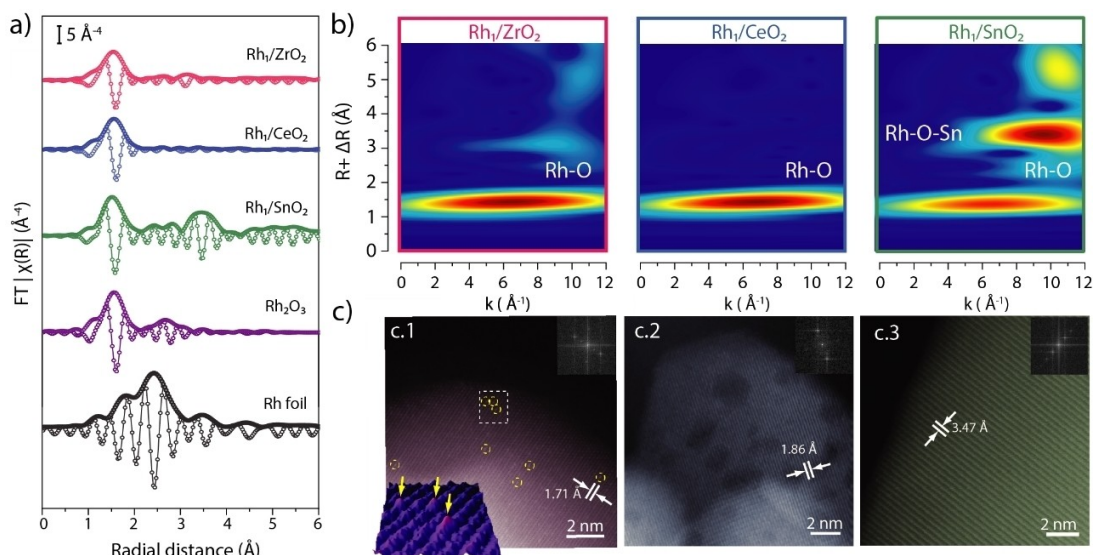 a)
5 Å⁻⁴
Rh₁/ZrO₂
Rh₁/CeO₂
Rh₁/SnO₂
Rh₂O₃
Rh foil
FT | χ(R)| (Å⁻⁴)
0 1 2 3 4 5 6
Radial distance (Å)
b)
Rh₁/ZrO₂
Rh₁/CeO₂
Rh₁/SnO₂
R+ ΔR (Å)
6
5
4
3
2
1
0
Rh-O
Rh-O
Rh-O-Sn
Rh-O
0 2 4 6 8 10 12
0 2 4 6 8 10 12
0 2 4 6 8 10 12
k ( Å⁻¹)
k ( Å⁻¹)
k ( Å⁻¹)
c)
c.1
1.71 Å
2 nm
c.2
1.86 Å
2 nm
c.3
3.47 Å
2 nm